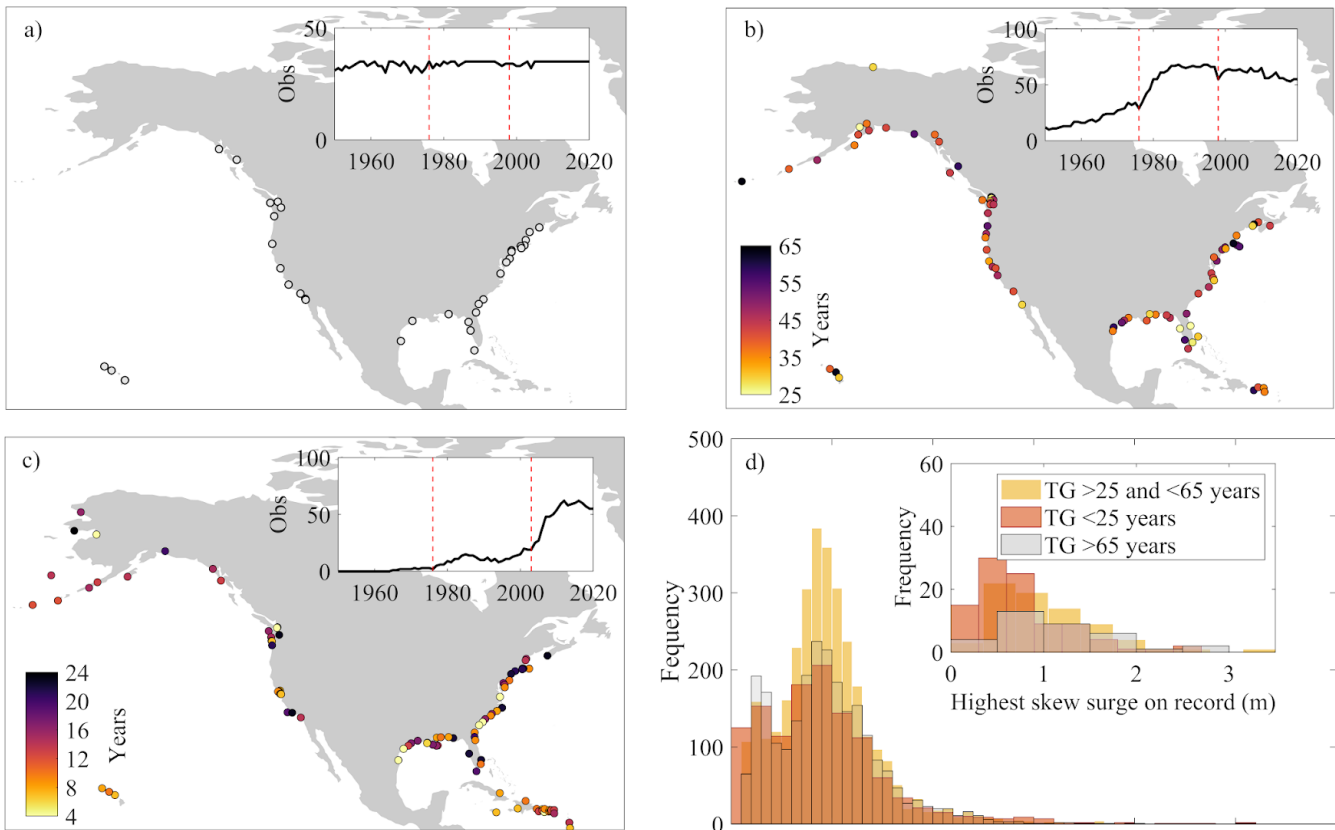 a)
50
Obs
0
1960 1980 2000 2020
b)
100
Obs
50
0
1960 1980 2000 2020
65
55
45
35
25
Years
c)
100
Obs
50
0
1960 1980 2000 2020
24
20
16
12
8
4
Years
d)
500
400
300
200
100
0
Fequency
60
40
20
0
Frequency
TG >25 and <65 years
TG <25 years
TG >65 years
0 1 2 3
Highest skew surge on record (m)